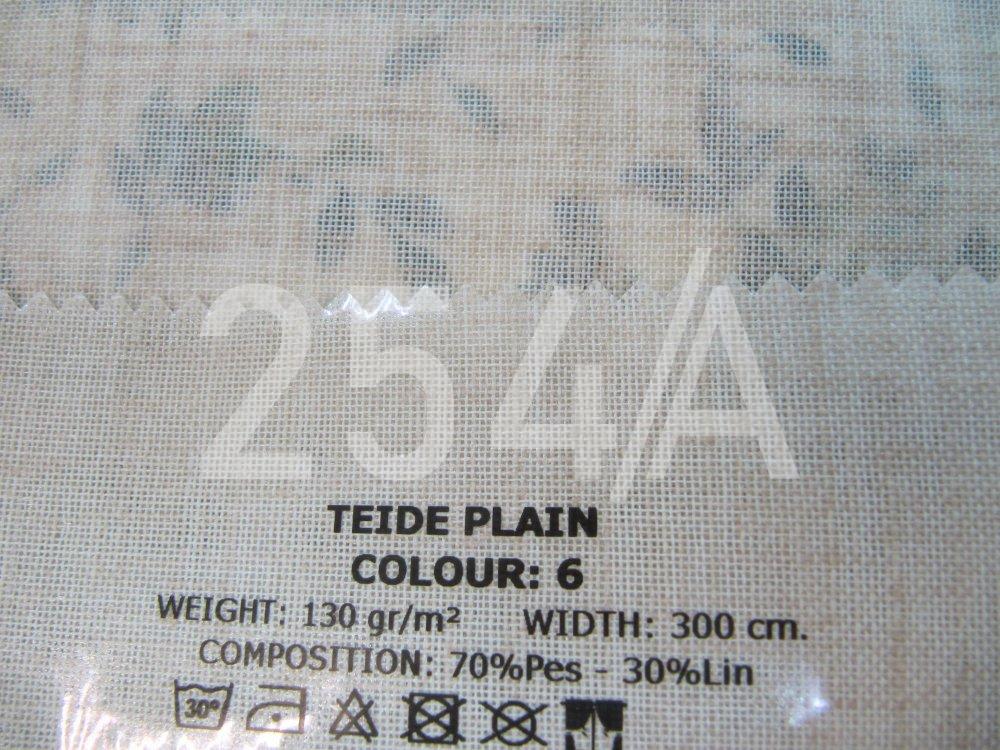 254/A
TEIDE PLAIN
COLOUR: 6
WEIGHT: 130 gr/m² WIDTH: 300 cm.
COMPOSITION: 70%Pes - 30%Lin
30°